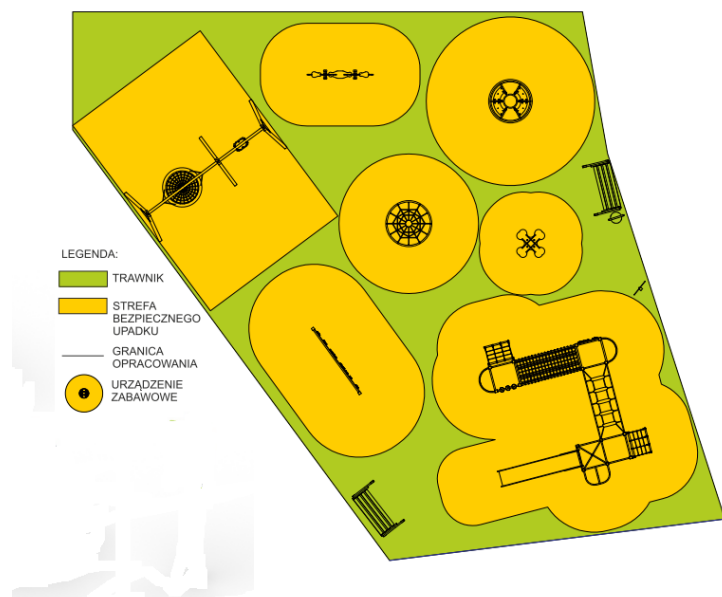 LEGENDA:
TRAWNIK
STREFA
BEZPIECZNEGO
UPADKU
GRANICA
OPRACOWANIA
URZĄDZENIE
ZABAWOWE